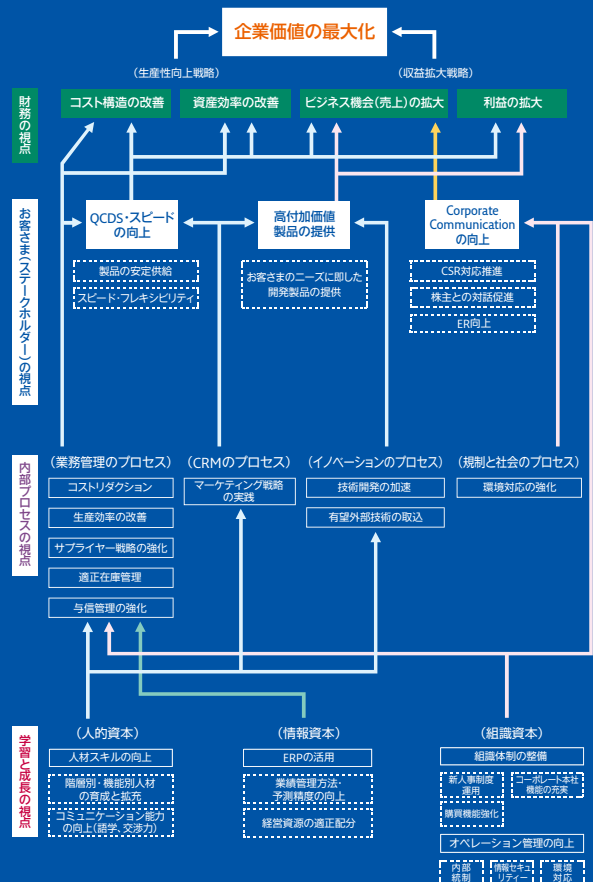 企業価値の最大化
（生産性向上戦略）
（収益拡大戦略）
財務の視点
コスト構造の改善
資産効率の改善
ビジネス機会（売上）の拡大
利益の拡大
お客さま（ステークホルダー）の視点
QCDS・スピード
の向上
高付加価値
製品の提供
Corporate
Communication
の向上
製品の安定供給
スピード・フレキシビリティ
お客さまのニーズに即した
開発製品の提供
CSR対応推進
株主との対話促進
ER向上
内部プロセスの視点
（業務管理のプロセス）
（CRMのプロセス）
（イノベーションのプロセス）
（規制と社会のプロセス）
コストリダクション
生産効率の改善
サプライヤー戦略の強化
適正在庫管理
与信管理の強化
マーケティング戦略
の実践
技術開発の加速
有望外部技術の取込
環境対応の強化
学習と成長の視点
（人的資本）
（情報資本）
（組織資本）
人材スキルの向上
階層別・機能別人材
の育成と拡充
コミュニケーション能力
の向上（語学、交渉力）
ERPの活用
業績管理方法・
予測精度の向上
経営資源の適正配分
組織体制の整備
新人事制度
運用
コーポレート本社
機能の充実
購買機能強化
オペレーション管理の向上
内部
統制
情報セキュ
リティー
環境
対応